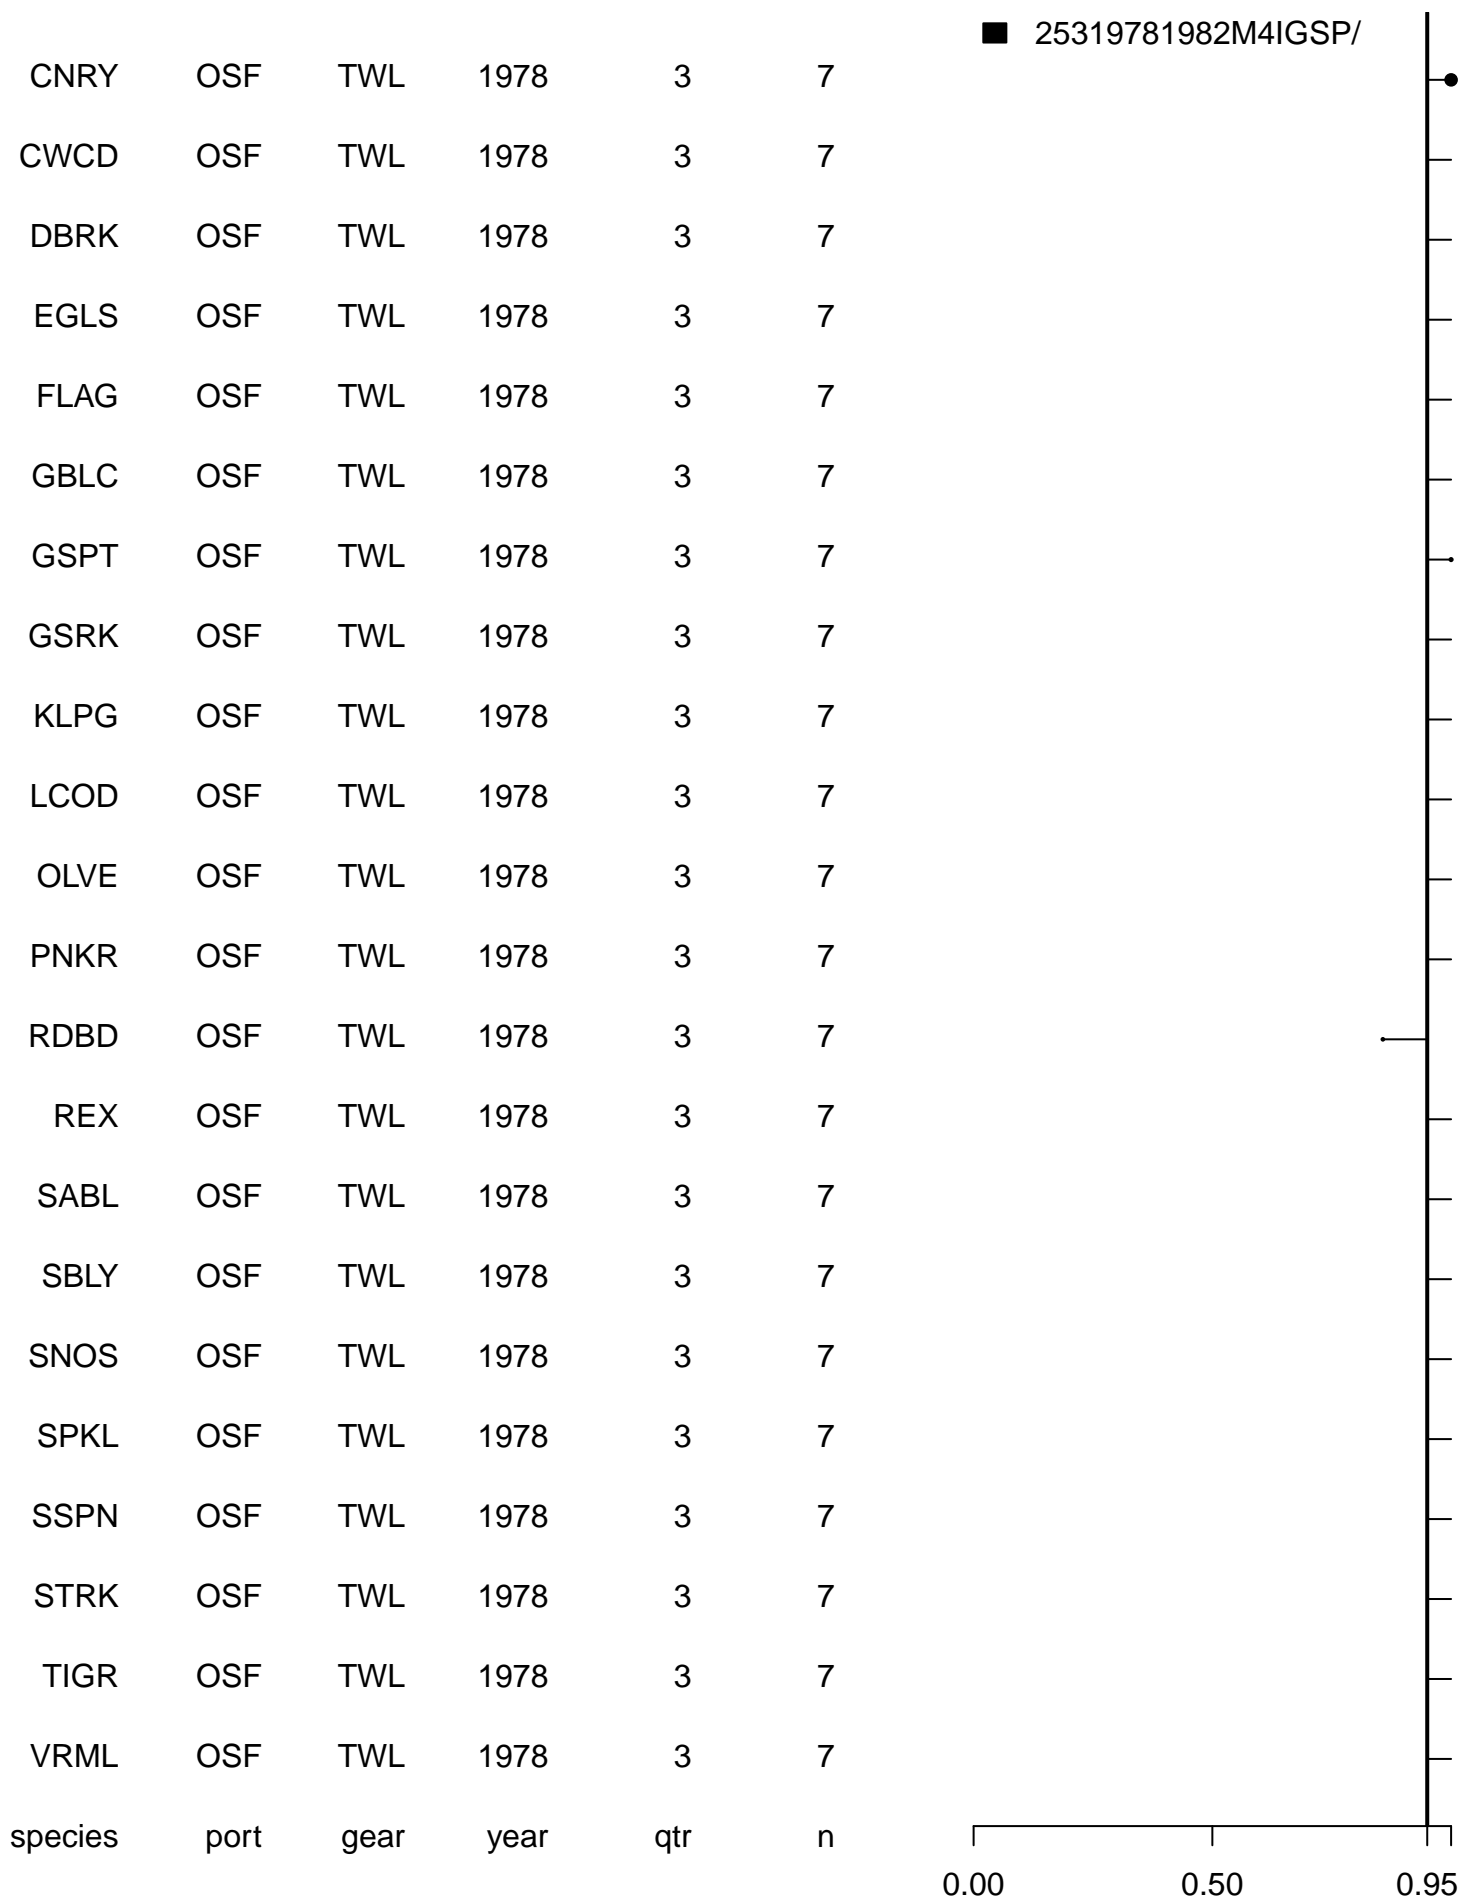 25319781982M4IGSP/
CNRY OSF TWL 1978 3 7
CWCD OSF TWL 1978 3 7
DBRK OSF TWL 1978 3 7
EGLS OSF TWL 1978 3 7
FLAG OSF TWL 1978 3 7
GBLC OSF TWL 1978 3 7
GSPT OSF TWL 1978 3 7
GSRK OSF TWL 1978 3 7
KLPG OSF TWL 1978 3 7
LCOD OSF TWL 1978 3 7
OLVE OSF TWL 1978 3 7
PNKR OSF TWL 1978 3 7
RDBD OSF TWL 1978 3 7
REX OSF TWL 1978 3 7
SABL OSF TWL 1978 3 7
SBLY OSF TWL 1978 3 7
SNOS OSF TWL 1978 3 7
SPKL OSF TWL 1978 3 7
SSPN OSF TWL 1978 3 7
STRK OSF TWL 1978 3 7
TIGR OSF TWL 1978 3 7
VRML OSF TWL 1978 3 7
species port gear year qtr n
0.00 0.50 0.95